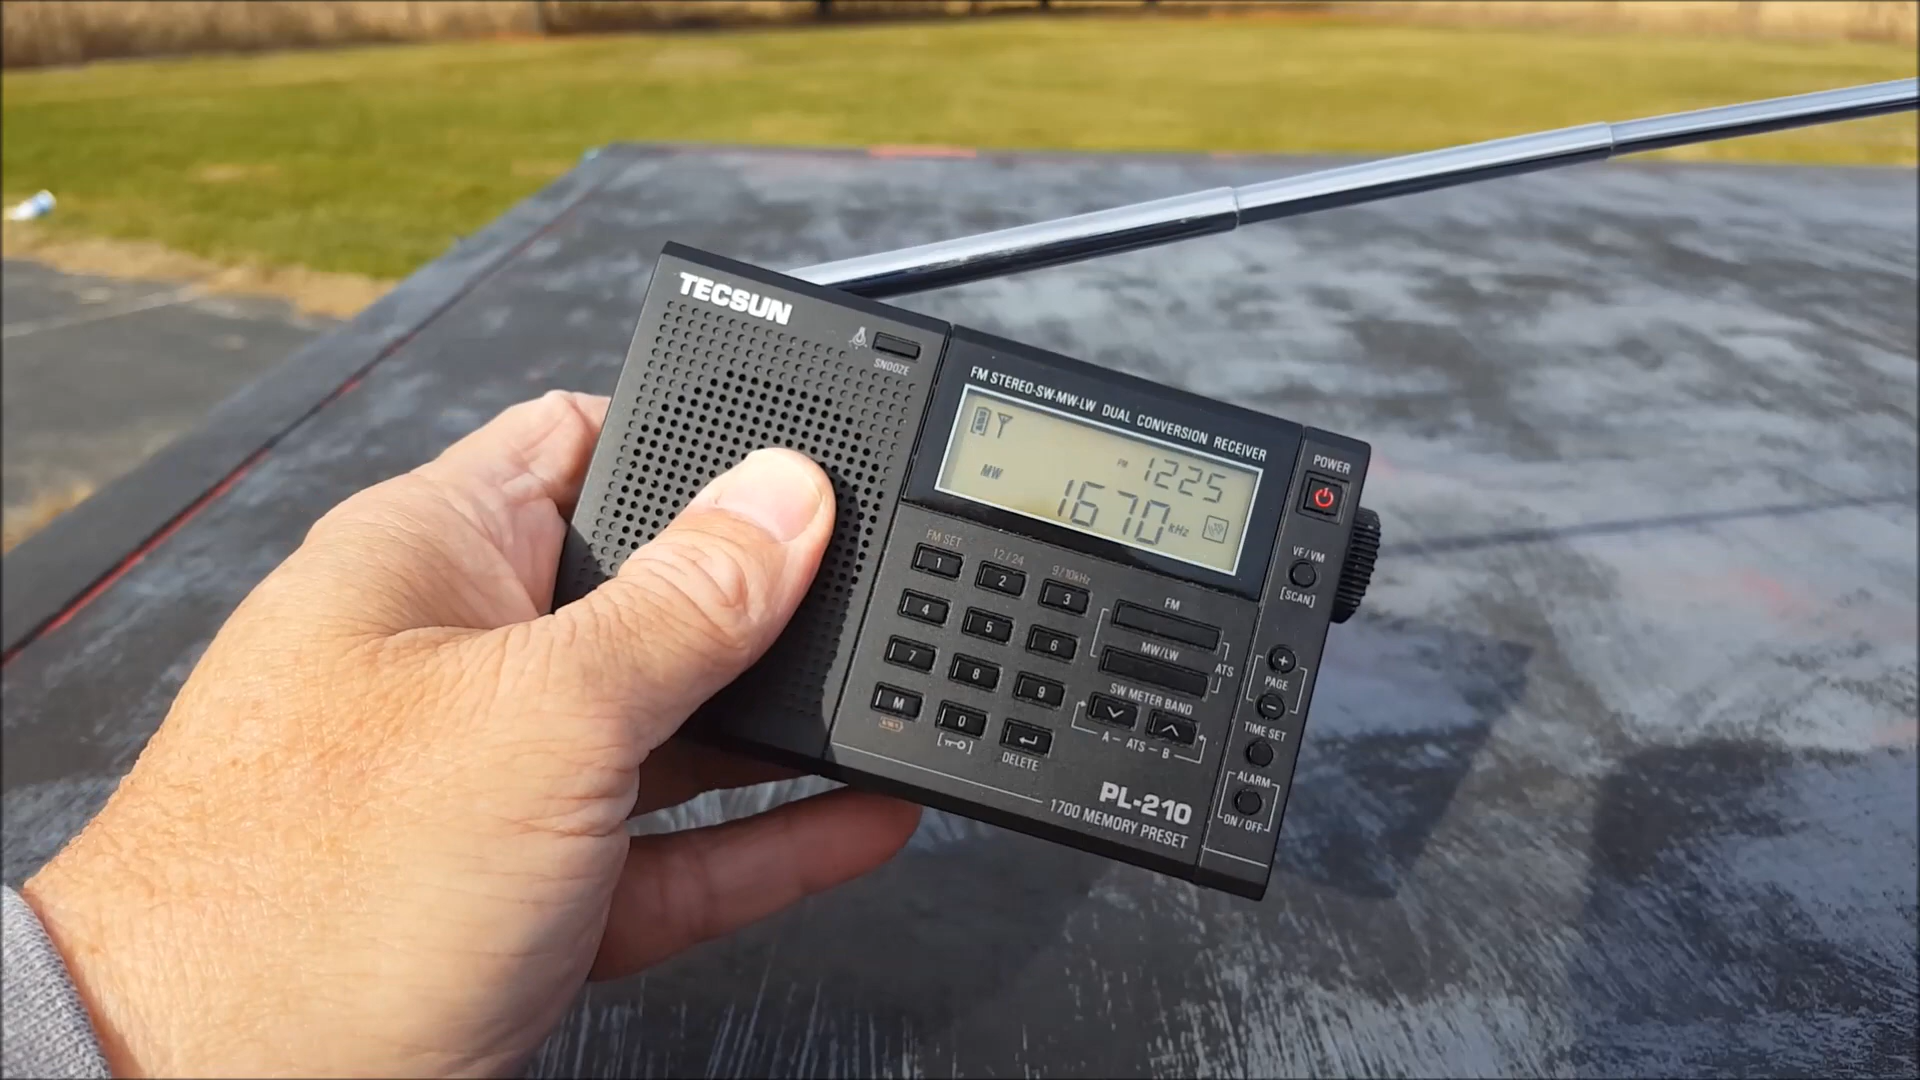 TECSUN
SNOOZE
FM STEREO-SW-MW-LW DUAL CONVERSION RECEIVER
PM 1225
MW
1670 kHz
POWER
VF/VM
[SCAN]
FM SET
12/24
9/10kHz
1
2
3
4
5
6
7
8
9
M
0
DELETE
FM
MW/LW
ATS
SW METER BAND
A - ATS - B
+
PAGE
-
TIME SET
ALARM
ON/OFF
PL-210
1700 MEMORY PRESET